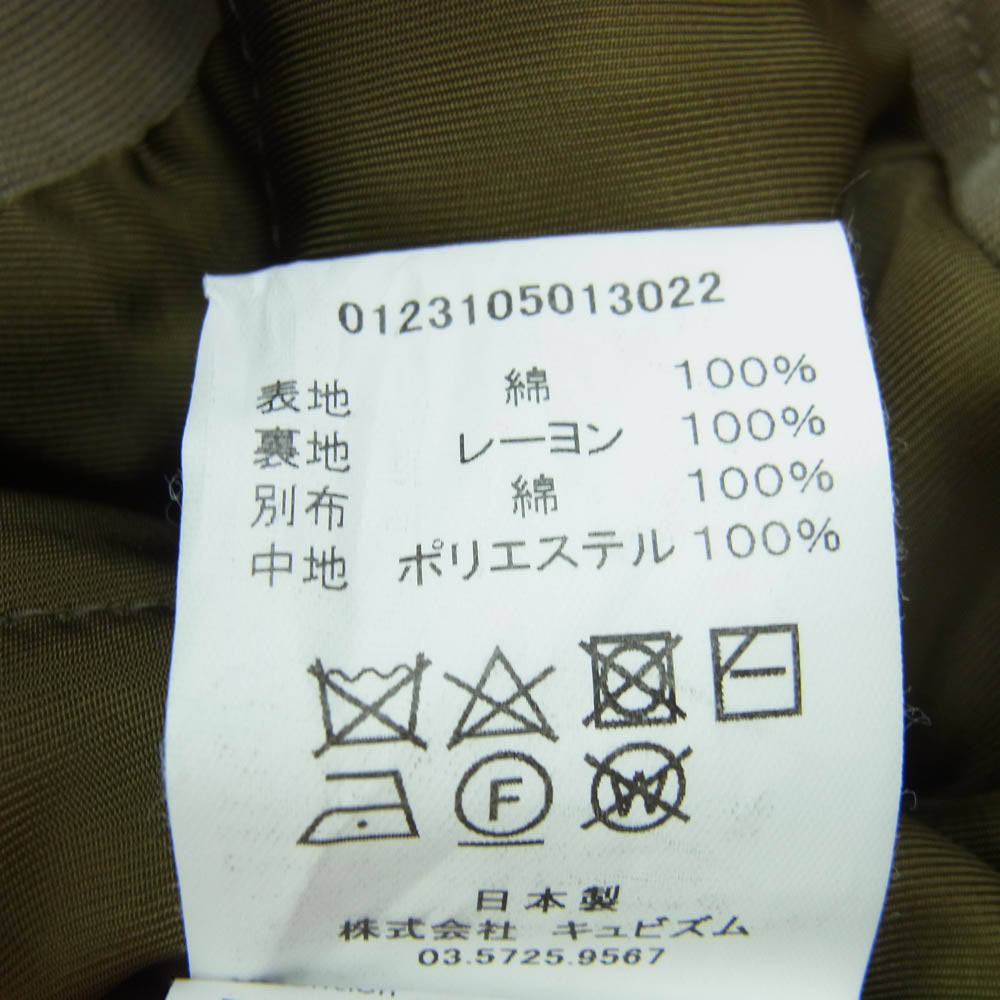 0123105013022
表地 綿 100%
裏地 レーヨン 100%
別布 綿 100%
中地 ポリエステル 100%
F
W
日本製
株式会社 キュビズム
03.5725.9567